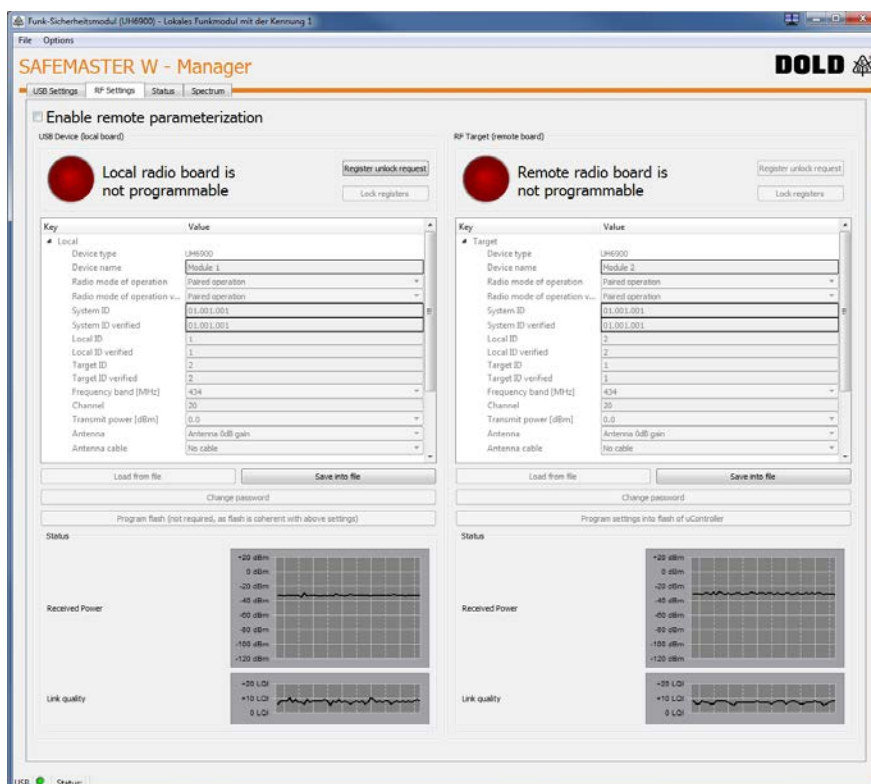 Funk-Sicherheitsmodul (UH6900) - Lokales Funkmodul mit der Kennung 1
File Options
SAFEMASTER W - Manager
DOLD
USB Settings RF Settings Status Spectrum
Enable remote parameterization
USB Device (local board)
Local radio board is
not programmable
Register unlock request
Lock registers
Key Value
Local
Device type UH6900
Device name Module 1
Radio mode of operation Paired operation
Radio mode of operation v... Paired operation
System ID 01.001.001
System ID verified 01.001.001
Local ID 1
Local ID verified 1
Target ID 2
Target ID verified 2
Frequency band [MHz] 434
Channel 20
Transmit power [dBm] 0.0
Antenna Antenna 0dB gain
Antenna cable No cable
Load from file Save into file
Change password
Program flash (not required, as flash is coherent with above settings)
Status
Received Power
+20 dBm
0 dBm
-20 dBm
-40 dBm
-60 dBm
-80 dBm
-100 dBm
-120 dBm
Link quality
+20 LQI
+10 LQI
0 LQI
RF Target (remote board)
Remote radio board is
not programmable
Register unlock request
Lock registers
Key Value
Target
Device type UH6900
Device name Module 2
Radio mode of operation Paired operation
Radio mode of operation v... Paired operation
System ID 01.001.001
System ID verified 01.001.001
Local ID 2
Local ID verified 2
Target ID 1
Target ID verified 1
Frequency band [MHz] 434
Channel 20
Transmit power [dBm] 0.0
Antenna Antenna 0dB gain
Antenna cable No cable
Load from file Save into file
Change password
Program settings into flash of uController
Status
Received Power
+20 dBm
0 dBm
-20 dBm
-40 dBm
-60 dBm
-80 dBm
-100 dBm
-120 dBm
Link quality
+20 LQI
+10 LQI
0 LQI
USB Status: